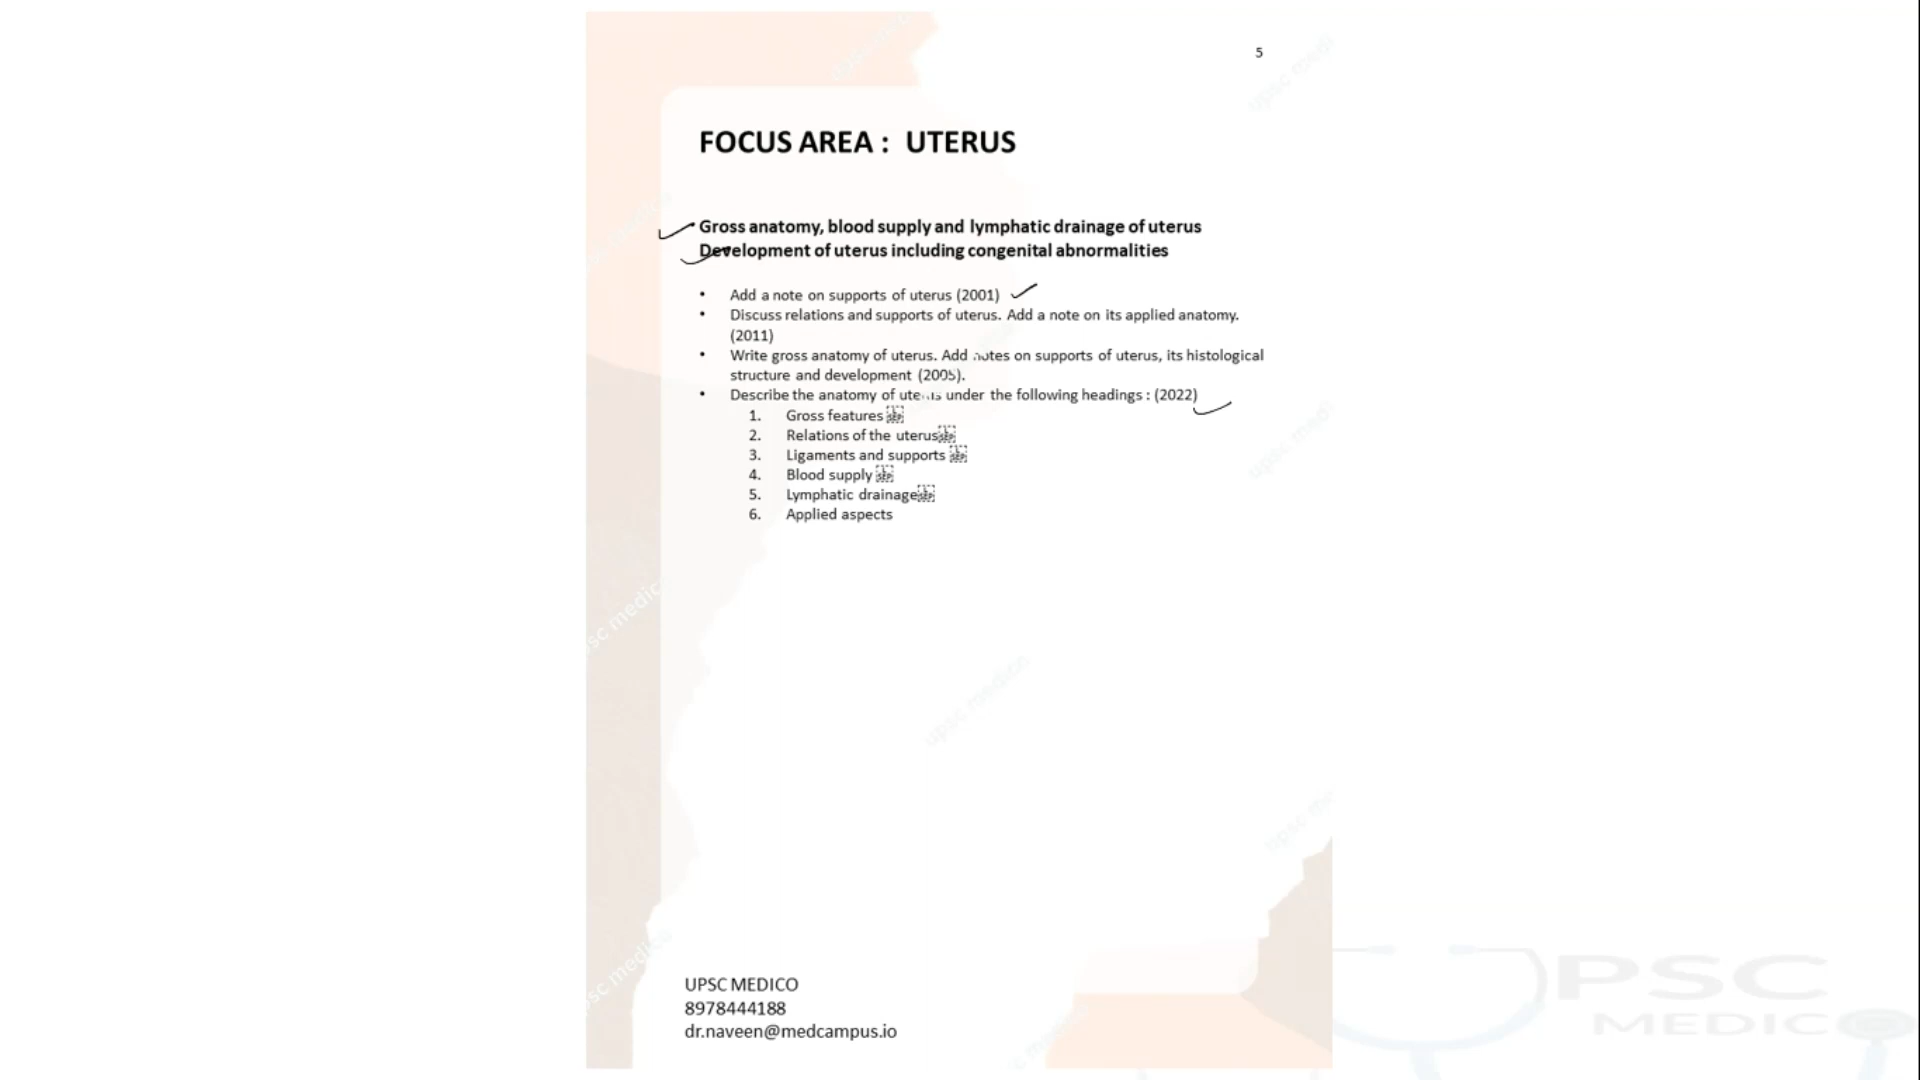 5
FOCUS AREA : UTERUS
Gross anatomy, blood supply and lymphatic drainage of uterus
Development of uterus including congenital abnormalities
• Add a note on supports of uterus (2001)
• Discuss relations and supports of uterus. Add a note on its applied anatomy.
(2011)
• Write gross anatomy of uterus. Add notes on supports of uterus, its histological
structure and development (2005).
• Describe the anatomy of uterus under the following headings : (2022)
1. Gross features
2. Relations of the uterus
3. Ligaments and supports
4. Blood supply
5. Lymphatic drainage
6. Applied aspects
upsc medico
UPSC MEDICO
8978444188
dr.naveen@medcampus.io
PSC
MEDIC